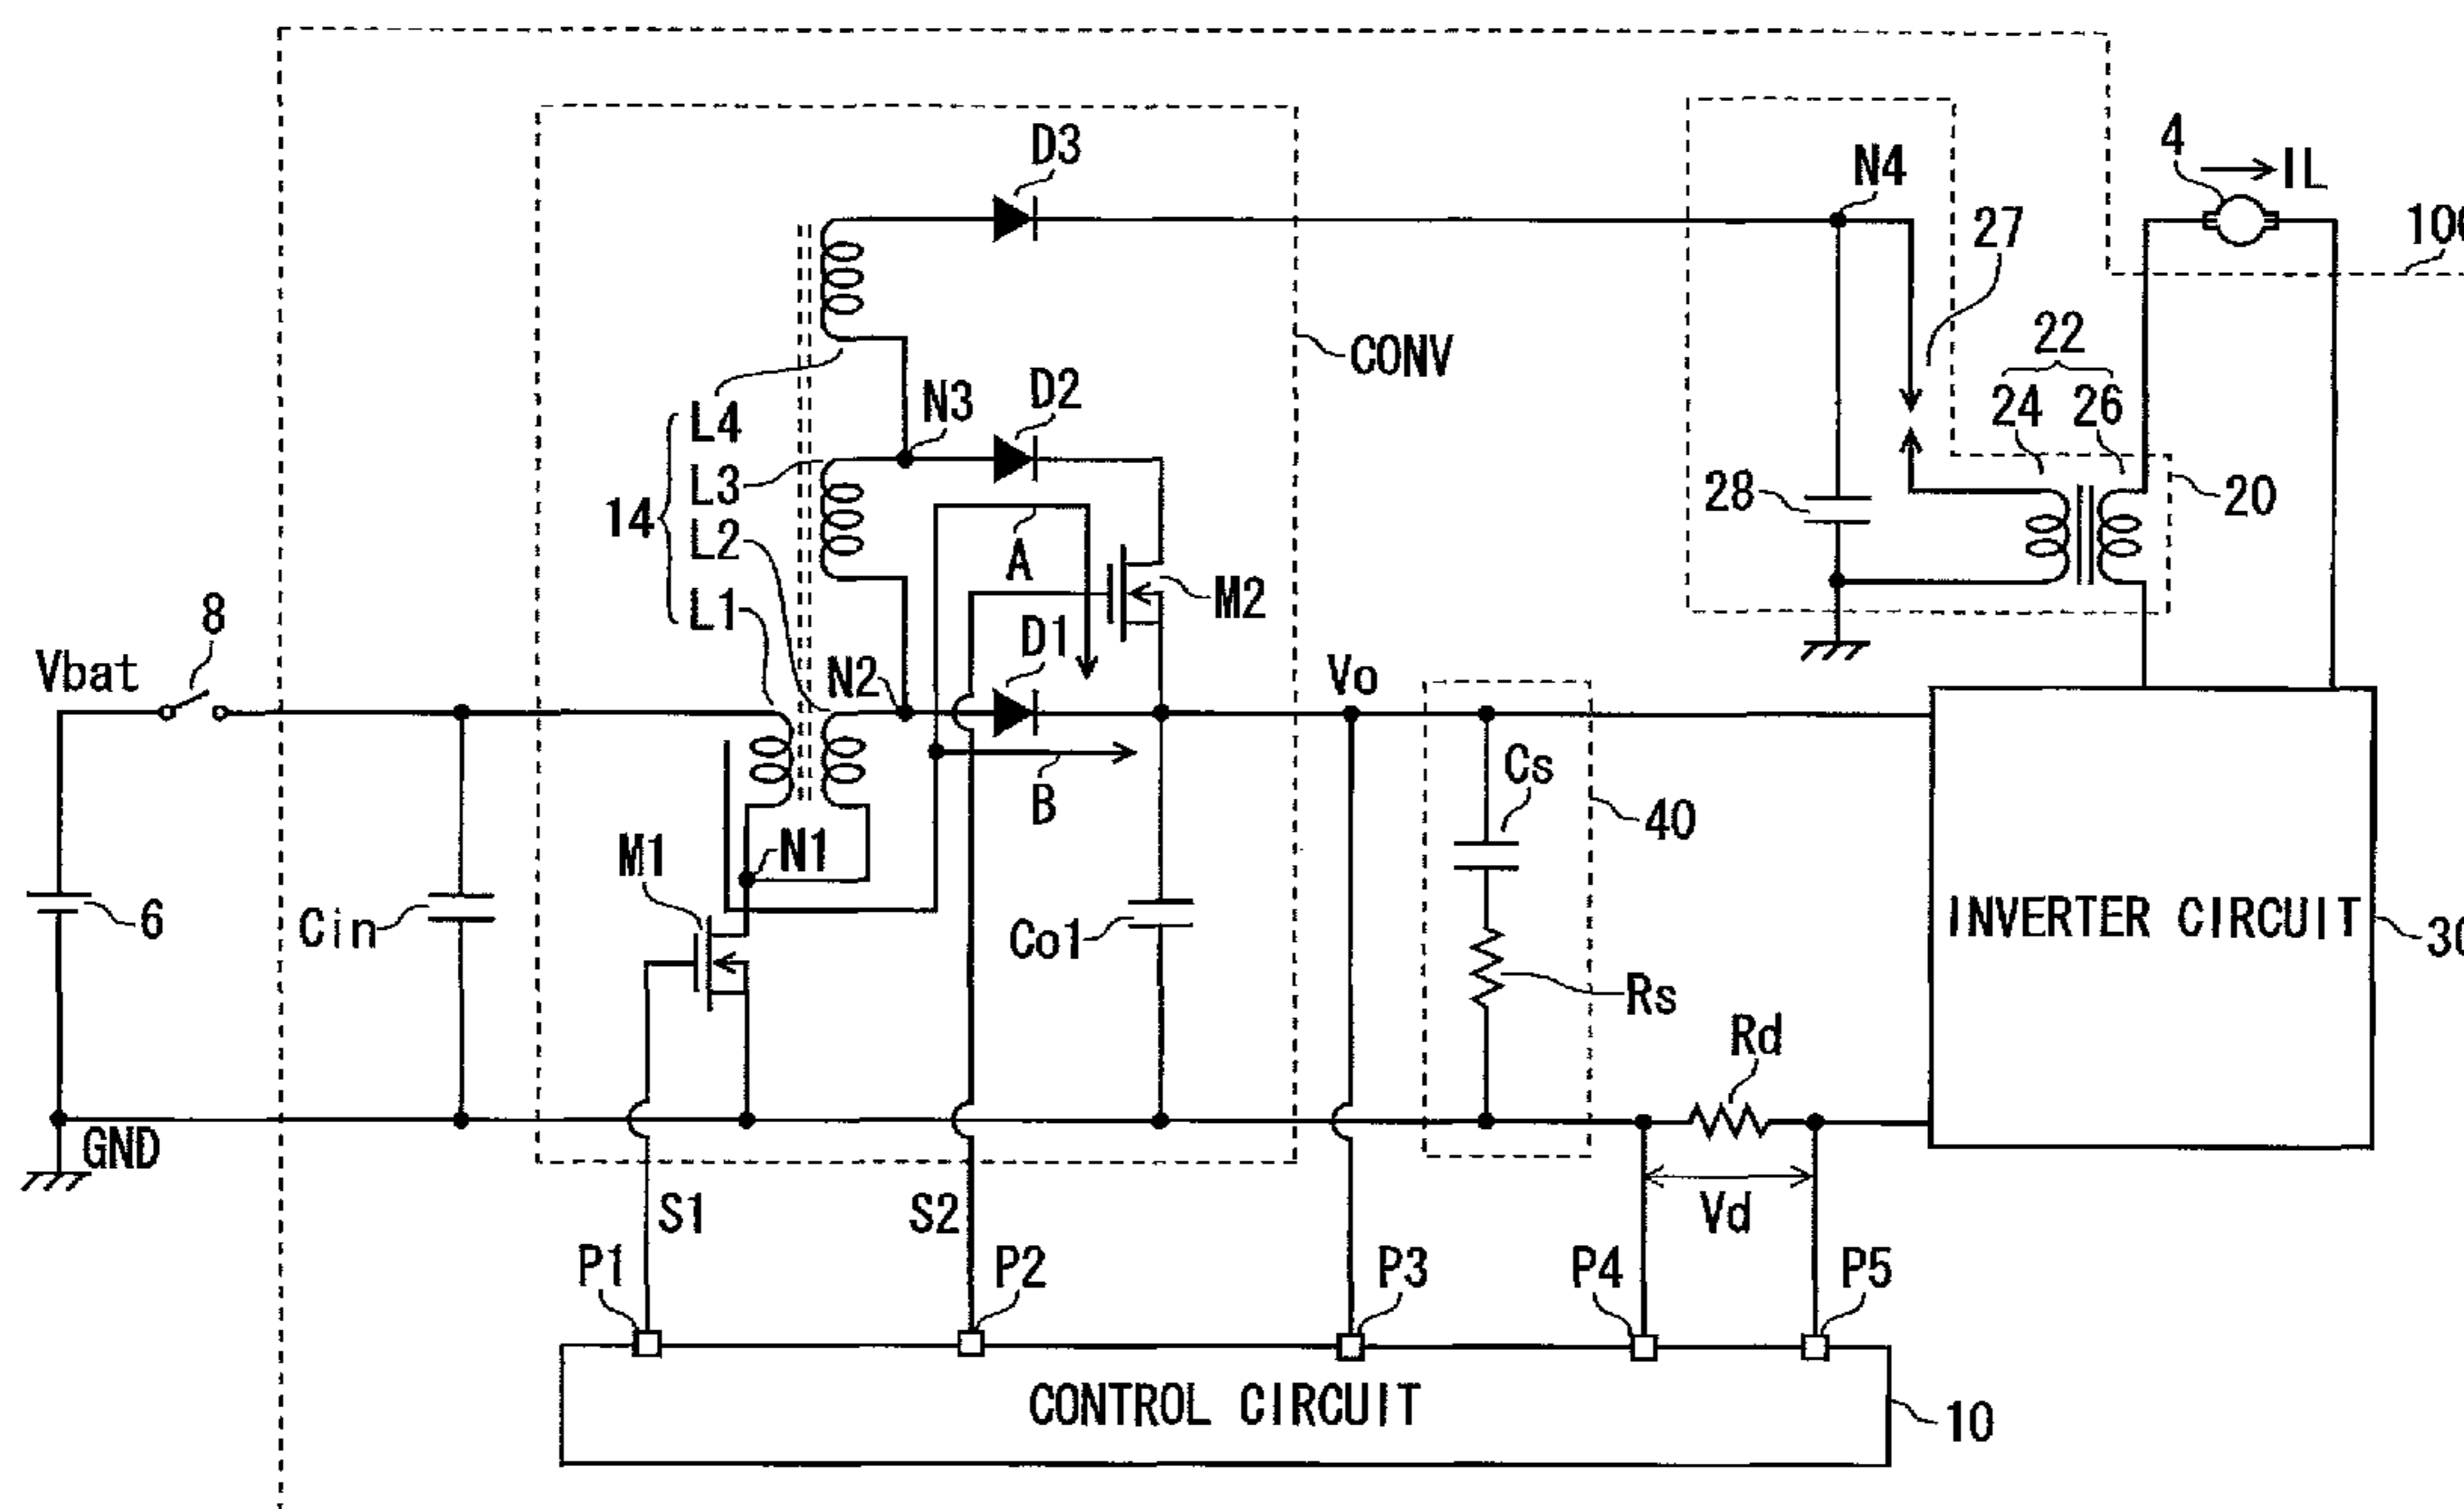 D3
4
IL
N4
27
100
CONV
22
24
26
N3
D2
14
L4
L3
L2
L1
28
20
A
M2
8
D1
Vbat
N2
Vo
Cs
B
40
M1
N1
6
Cin
Co1
INVERTER CIRCUIT
Rs
Rd
GND
Vd
S1
S2
P1
P2
P3
P4
P5
CONTROL CIRCUIT
10